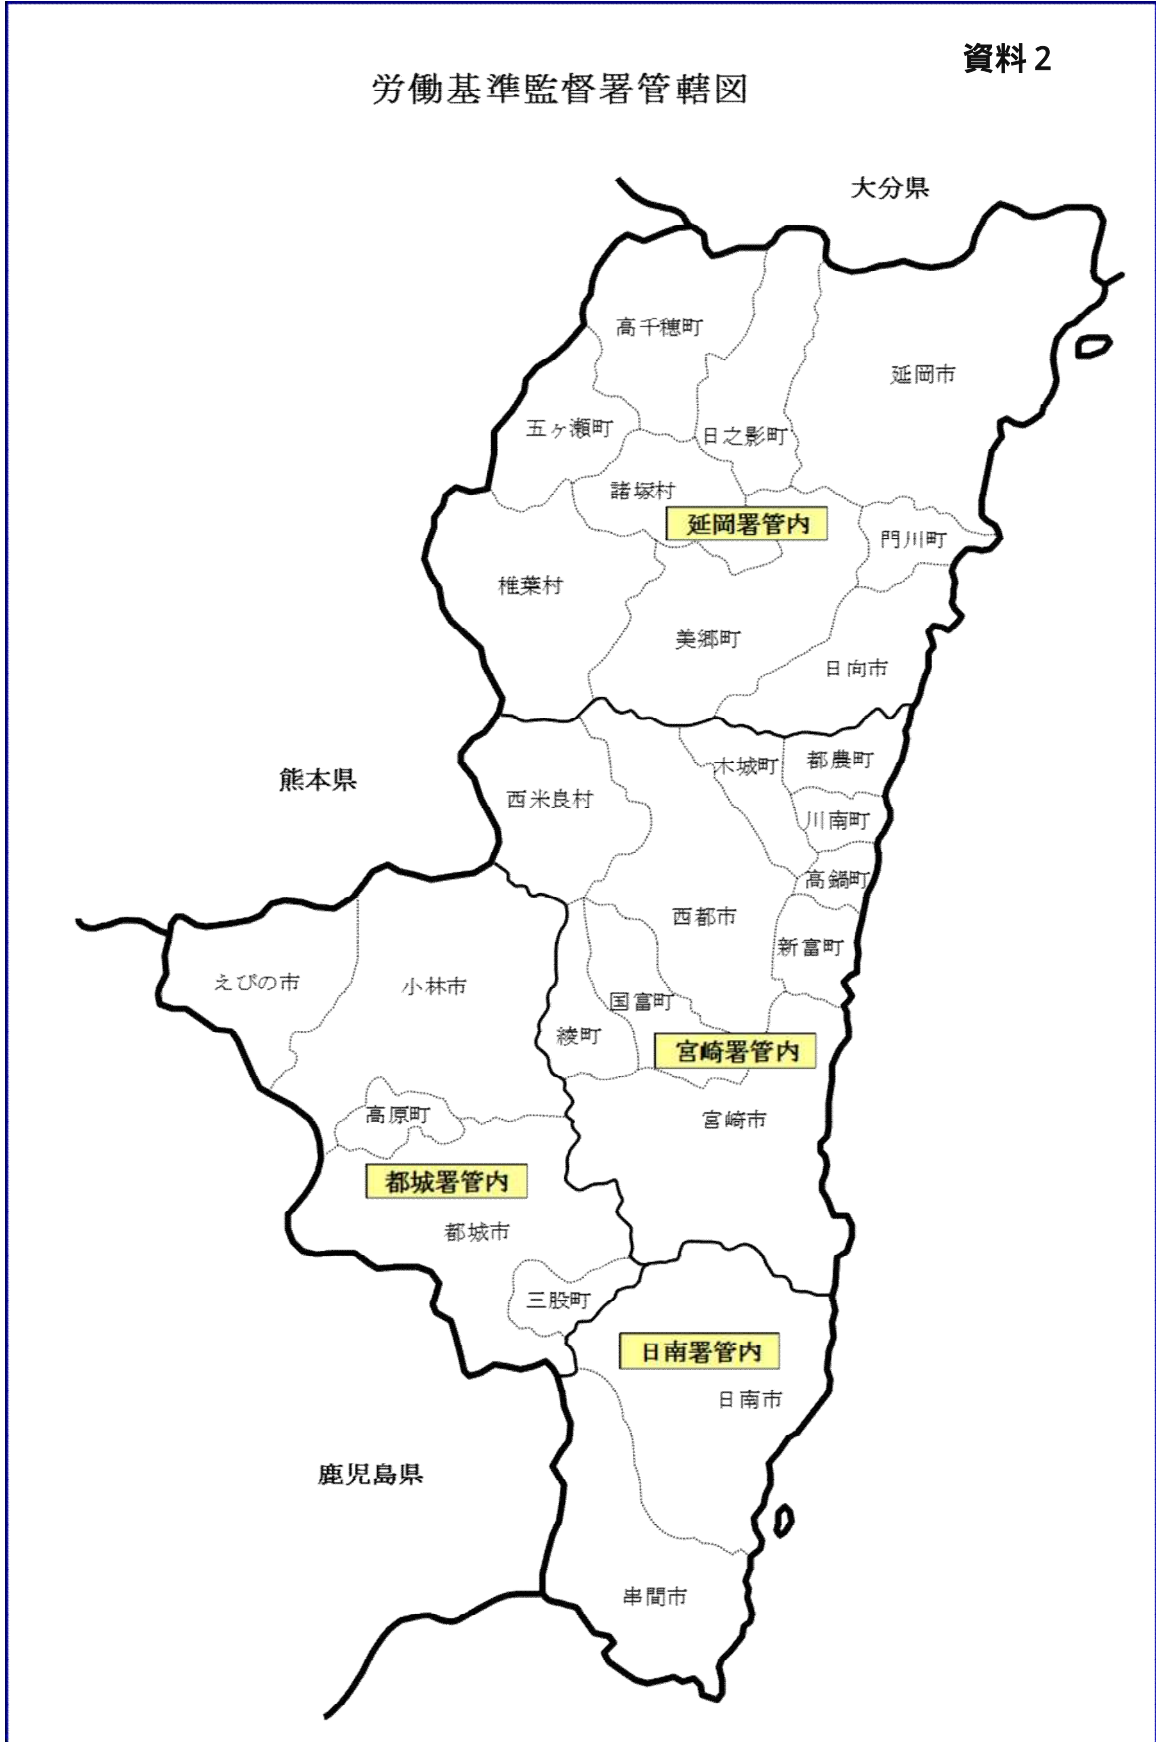 資料２
労働基準監督署管轄図
大分県
高千穂町
延岡市
五ヶ瀬町
日之影町
諸塚村
延岡署管内
門川町
椎葉村
美郷町
日向市
木城町
都農町
熊本県
西米良村
川南町
高鍋町
西都市
新富町
えびの市
小林市
国富町
綾町
宮崎署管内
高原町
宮崎市
都城署管内
都城市
三股町
日南署管内
日南市
鹿児島県
串間市